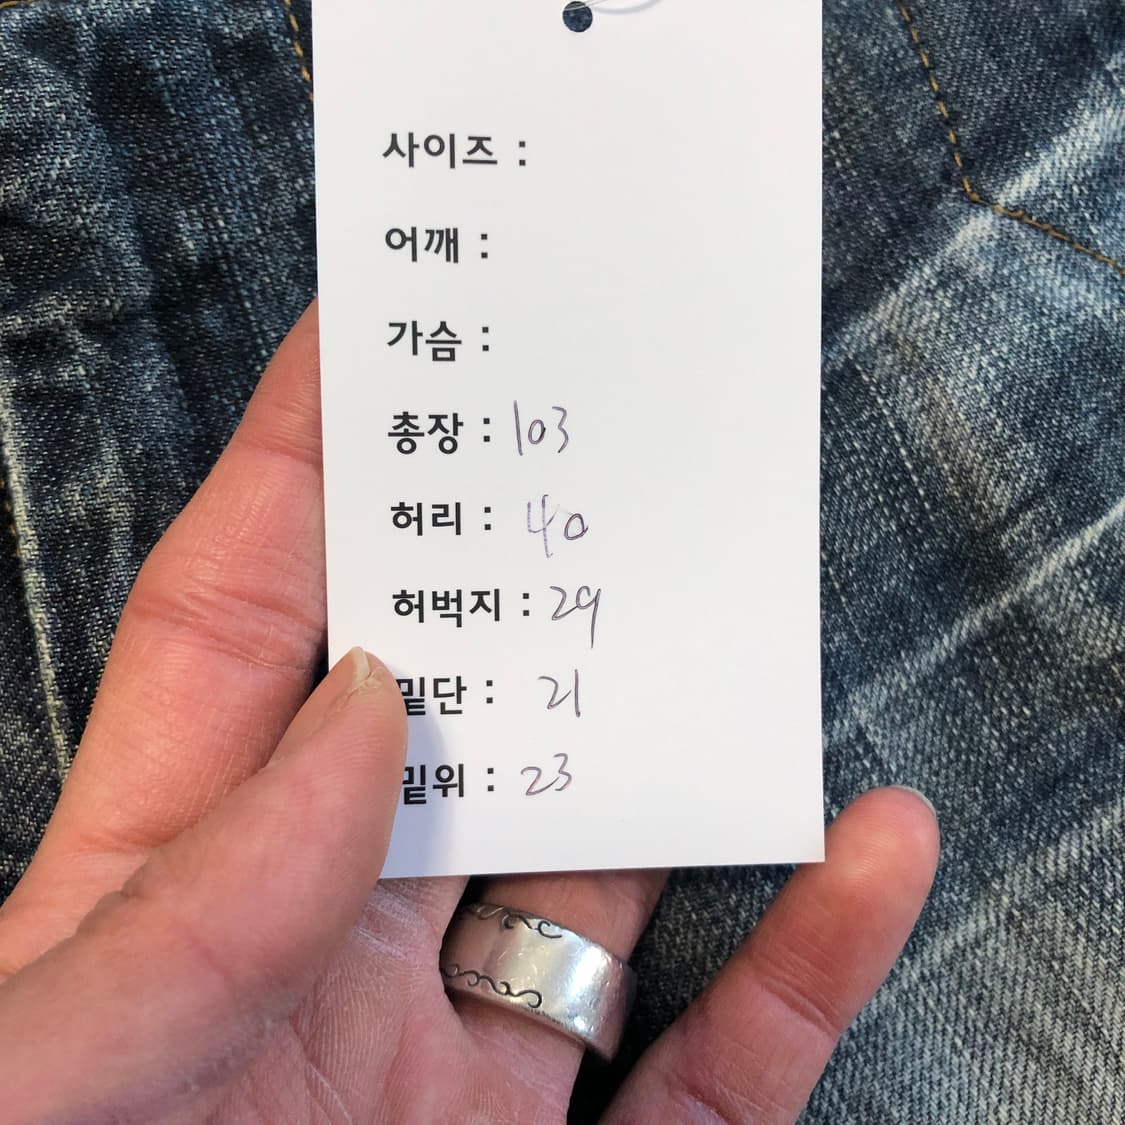 사이즈 :
어깨 :
가슴 :
총장 : 103
허리 : 40
허벅지 : 29
밑단 : 21
밑위 : 23